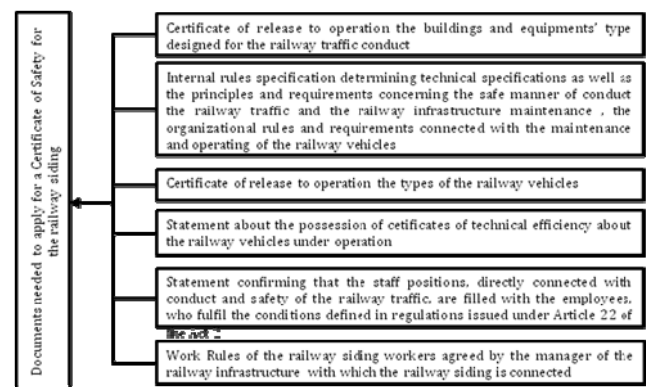 Documents needed to apply for a Certificate of Safety for
the railway siding
Certificate of release to operation the buildings and equipments' type
designed for the railway traffic conduct
Internal rules specification determining technical specifications as well as
the principles and requirements concerning the safe manner of conduct
the railway traffic and the railway infrastructure maintenance , the
organizational rules and requirements connected with the maintenance
and operating of the railway vehicles
Certificate of release to operation the types of the railway vehicles
Statement about the possession of cetificates of technical efficiency about
the railway vehicles under operation
Statement confirming that the staff positions, directly connected with
conduct and safety of the railway traffic, are filled with the employees,
who fulfil the conditions defined in regulations issued under Article 22 of
the Act
Work Rules of the railway siding workers agreed by the manager of the
railway infrastructure with which the railway siding is connected